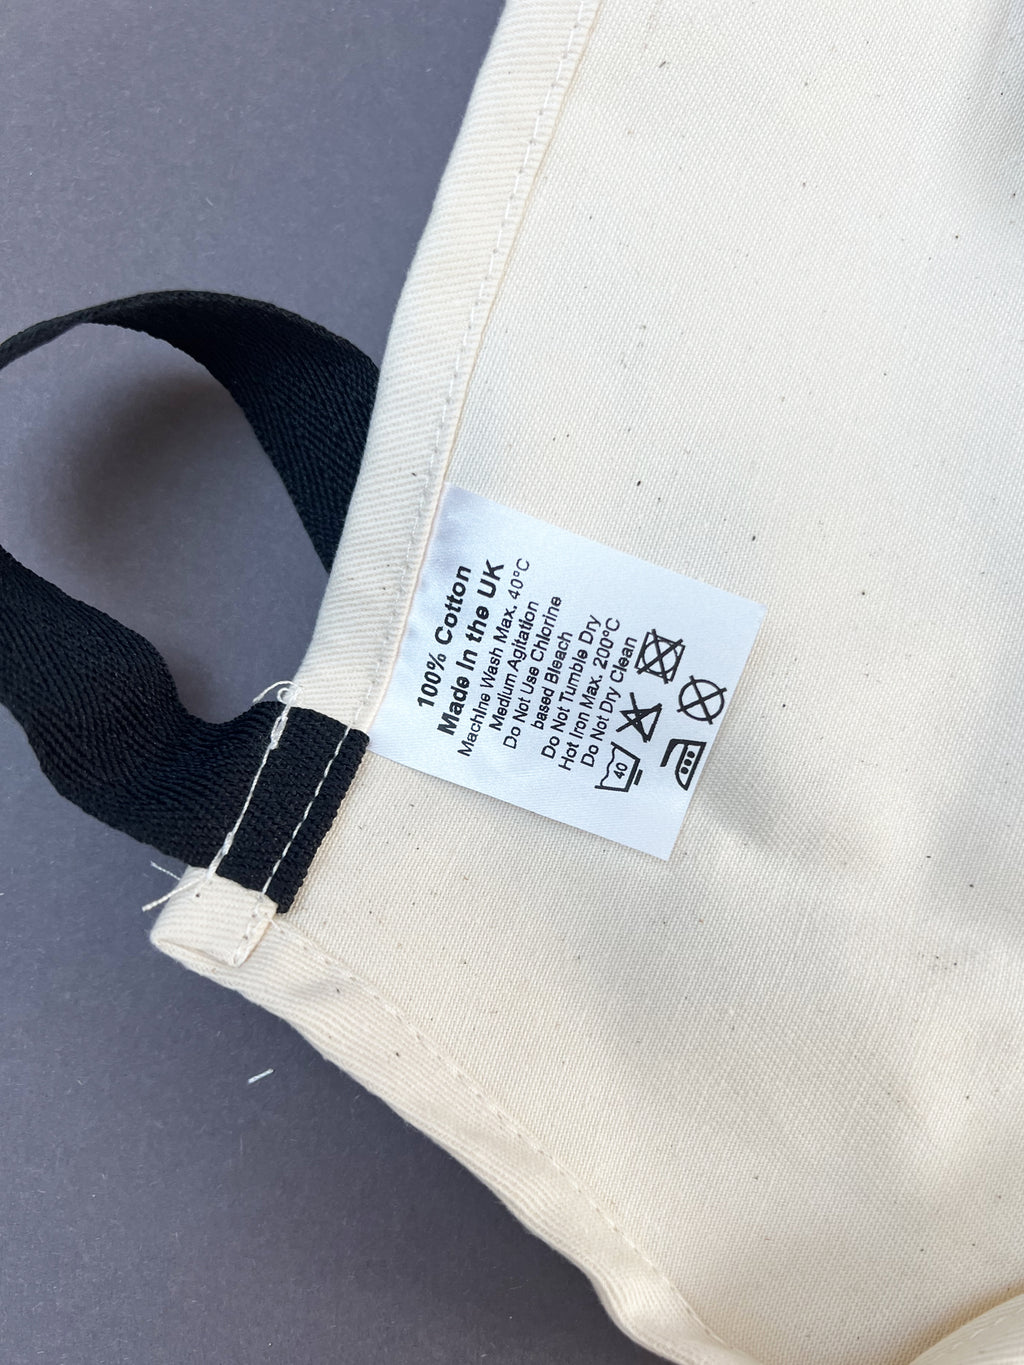 100% Cotton
Made In the UK
Machine Wash Max. 40°C
Medium Agitation
Do Not Use Chlorine
based Bleach
Do Not Tumble Dry
Hot Iron Max. 200°C
Do Not Dry Clean
40